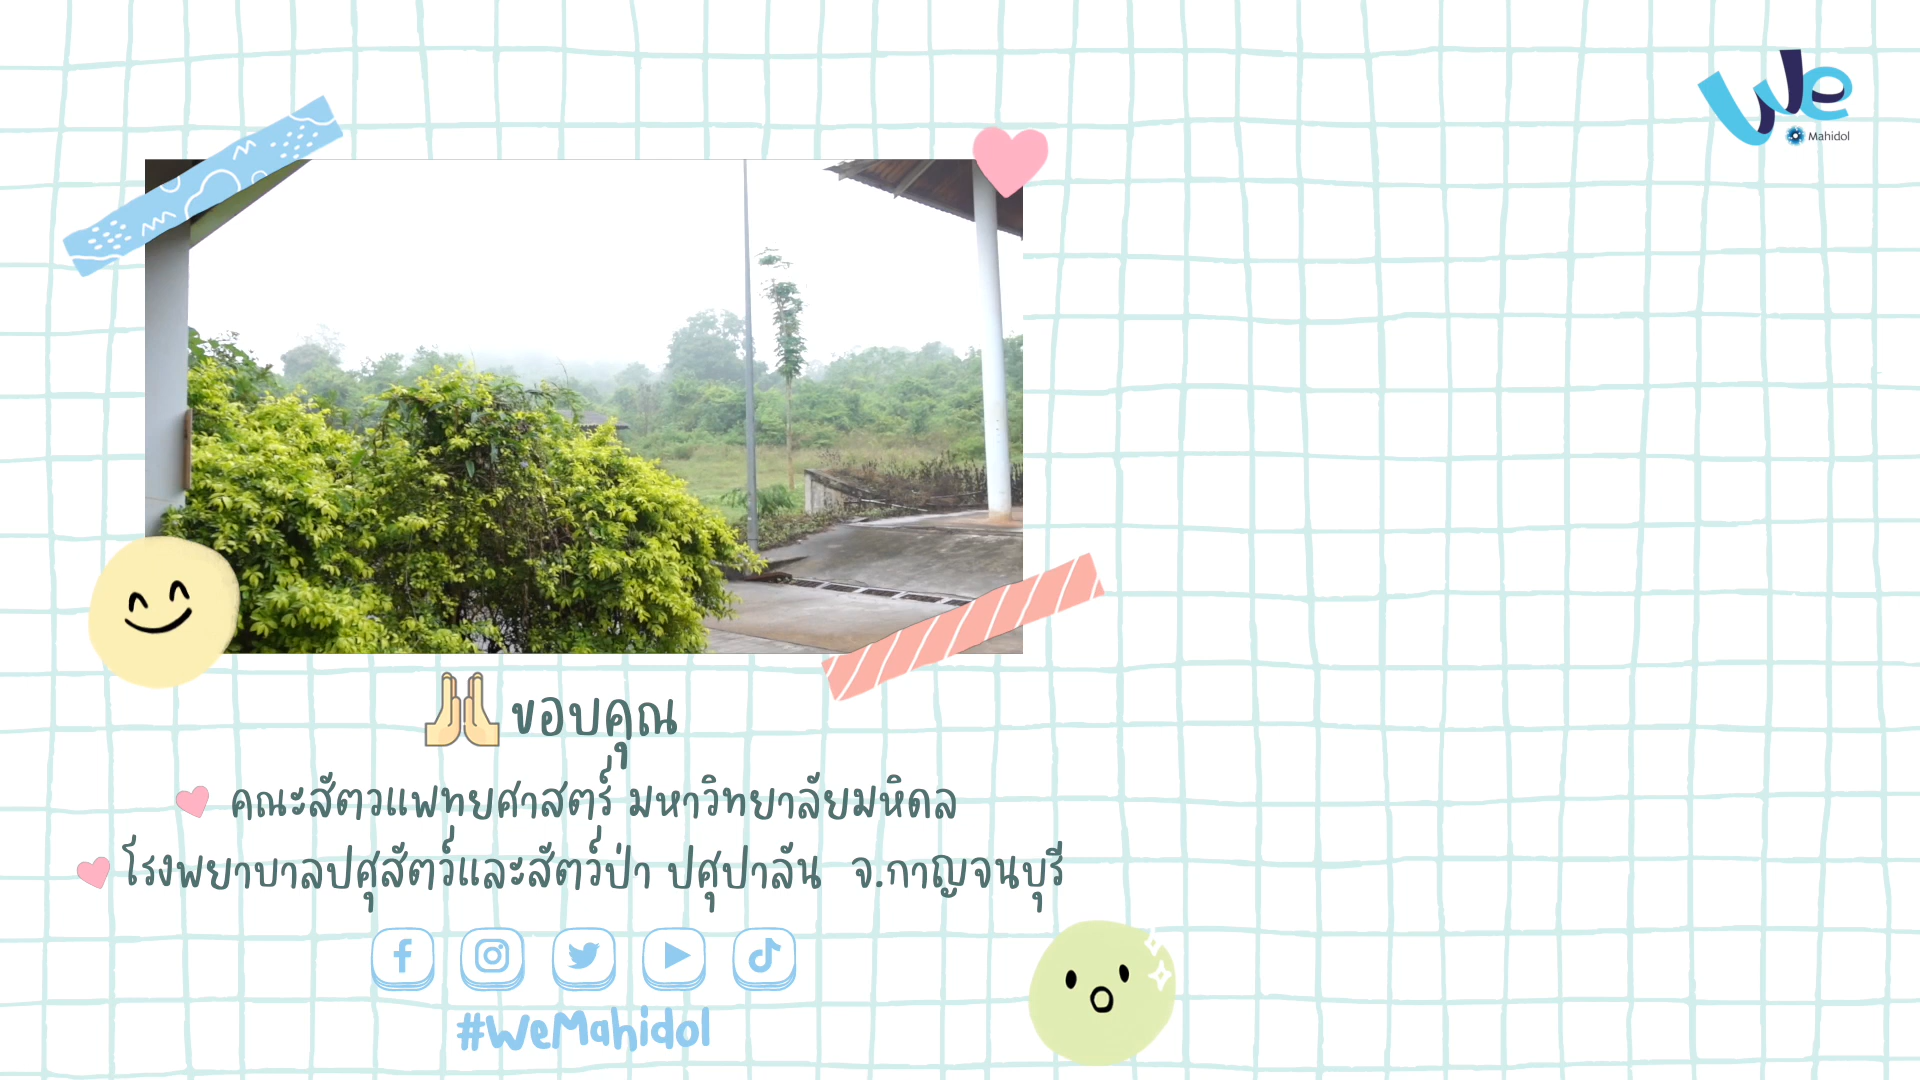 We
Mahidol
ขอบคุณ
คณะสัตวแพทยศาสตร์ มหาวิทยาลัยมหิดล
โรงพยาบาลปศุสัตว์และสัตว์ป่า ปศุปาลัน จ.กาญจนบุรี
#WeMahidol